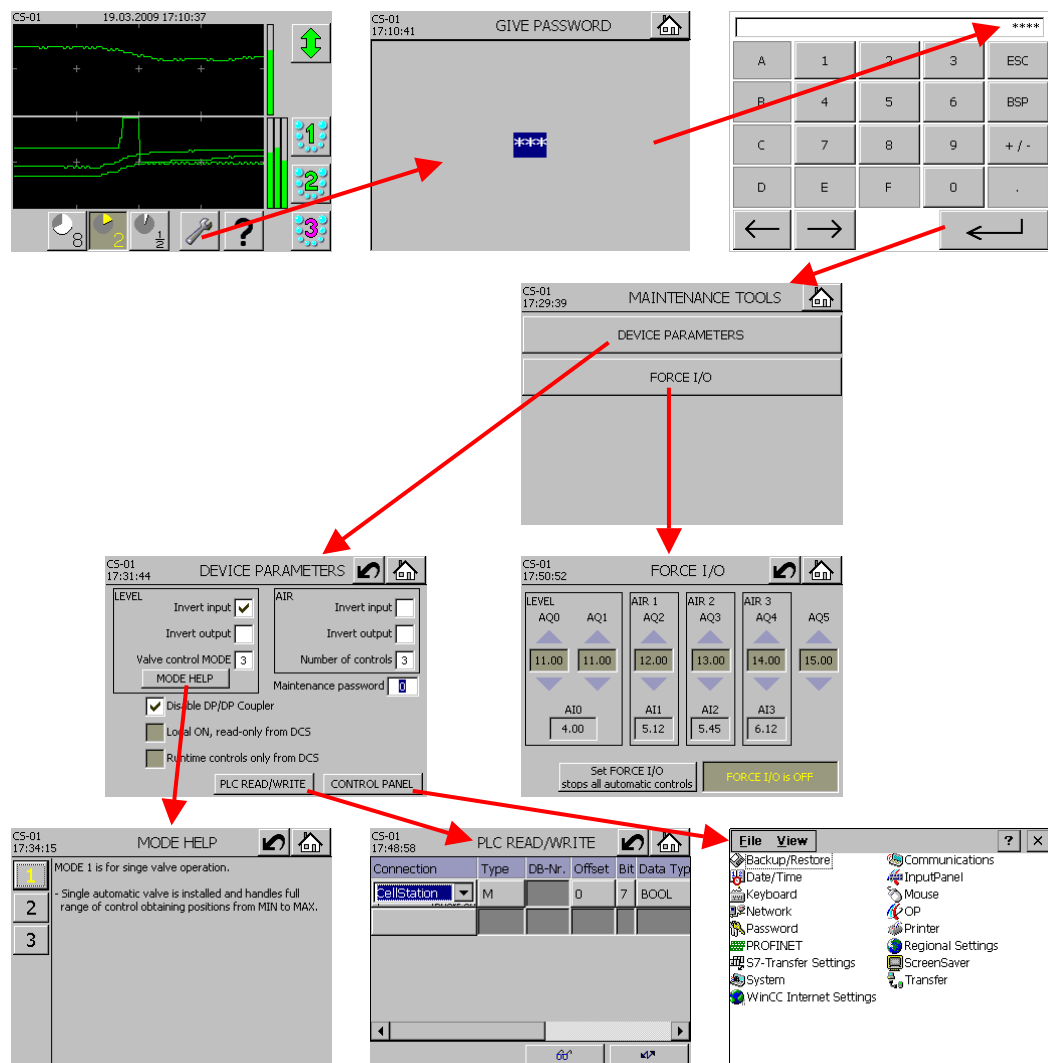 CS-01 19.03.2009 17:10:37
1
2
8 2 1/2 ? 3
CS-01
17:10:41 GIVE PASSWORD
***
****
A 1 2 3 ESC
B 4 5 6 BSP
C 7 8 9 + / -
D E F 0 .
CS-01
17:29:39 MAINTENANCE TOOLS
DEVICE PARAMETERS
FORCE I/O
CS-01
17:31:44 DEVICE PARAMETERS
LEVEL
Invert input
Invert output
Valve control MODE 3
MODE HELP
AIR
Invert input
Invert output
Number of controls 3
Maintenance password 0
Disable DP/DP Coupler
Local ON, read-only from DCS
Runtime controls only from DCS
PLC READ/WRITE CONTROL PANEL
CS-01
17:50:52 FORCE I/O
LEVEL AIR 1 AIR 2 AIR 3
AQ0 AQ1 AQ2 AQ3 AQ4 AQ5
11.00 11.00 12.00 13.00 14.00 15.00
AI0 AI1 AI2 AI3
4.00 5.12 5.45 6.12
Set FORCE I/O
stops all automatic controls
FORCE I/O is OFF
CS-01
17:34:15 MODE HELP
1
2
3
MODE 1 is for singe valve operation.
- Single automatic valve is installed and handles full
range of control obtaining positions from MIN to MAX.
CS-01
17:48:58 PLC READ/WRITE
Connection Type DB-Nr. Offset Bit Data Typ
CellStation M 0 7 BOOL
File View ? ×
Backup/Restore
Date/Time
Keyboard
Network
Password
PROFINET
S7-Transfer Settings
System
WinCC Internet Settings
Communications
InputPanel
Mouse
OP
Printer
Regional Settings
ScreenSaver
Transfer